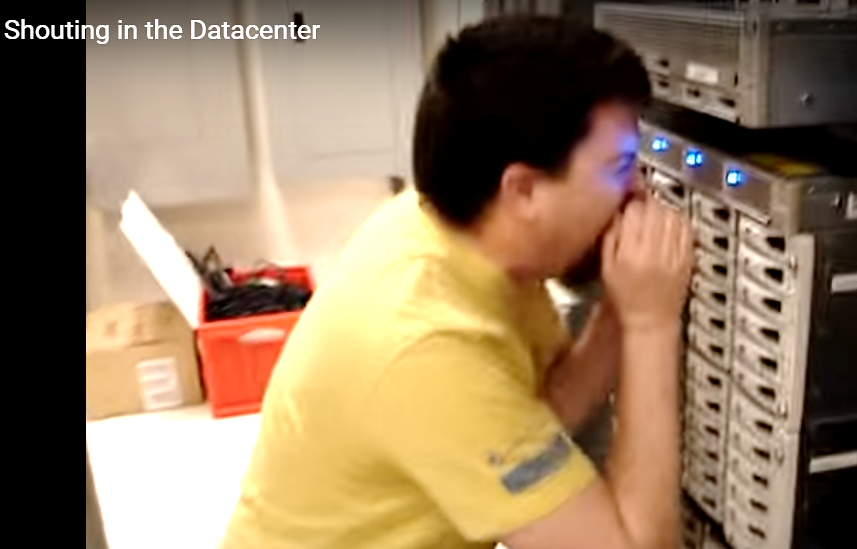 Shouting in the Datacenter